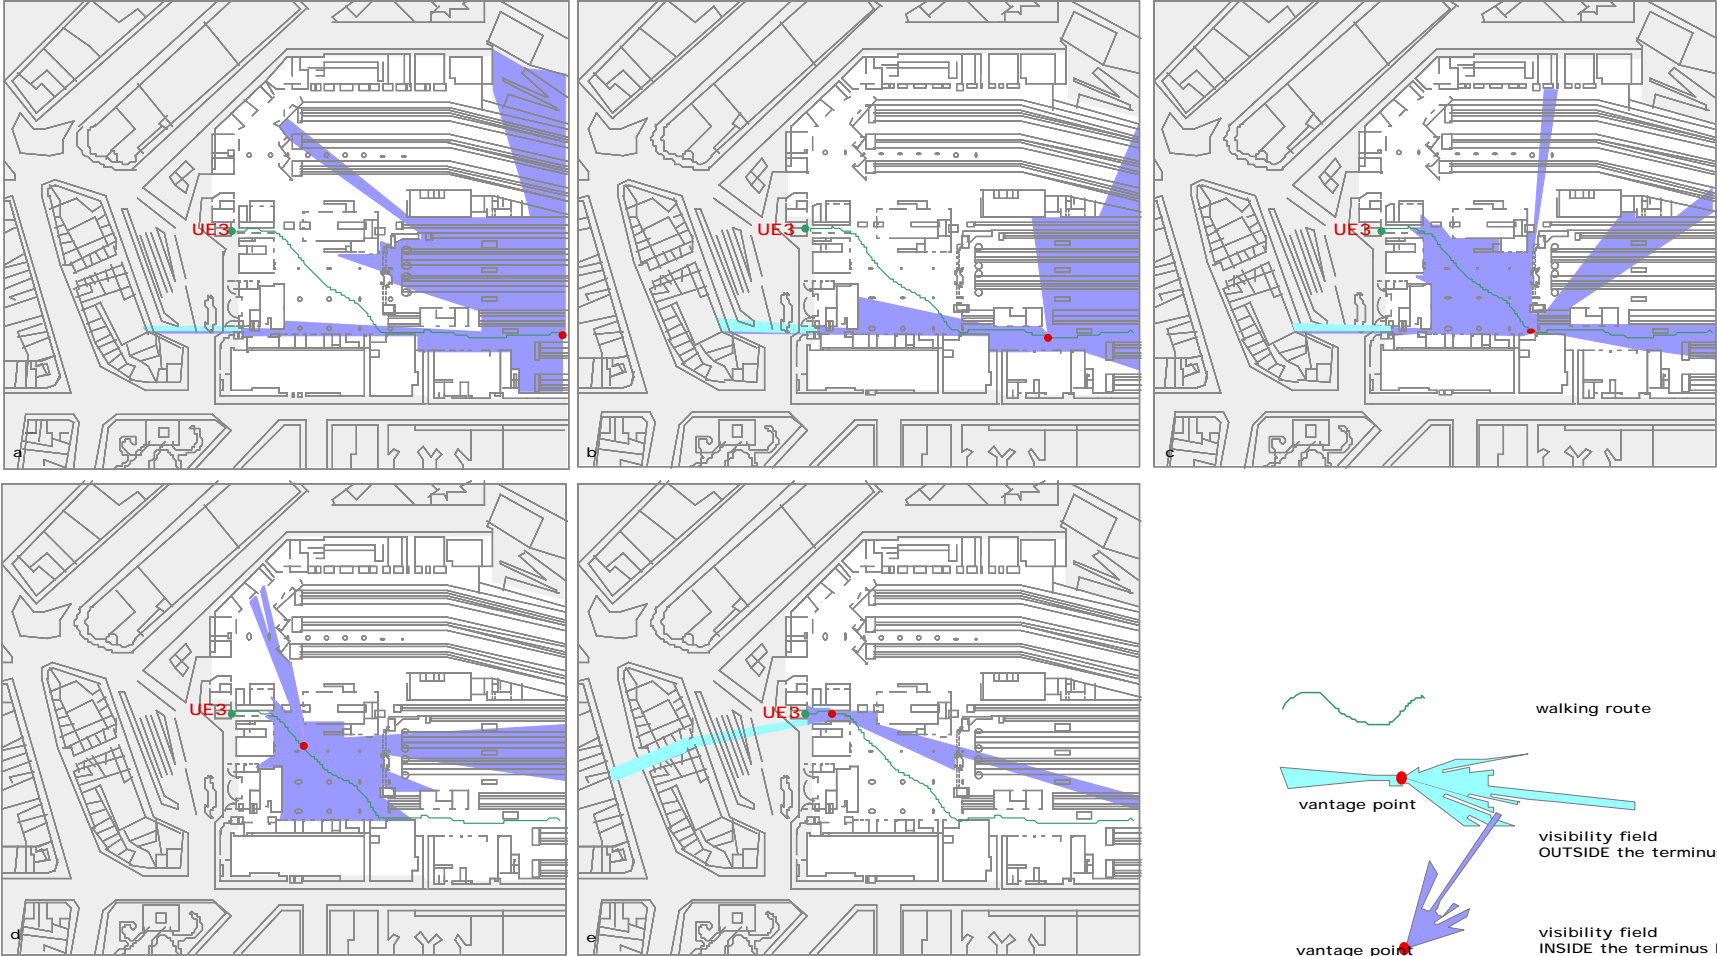 UE3
a
UE3
b
UE3
c
UE3
d
UE3
e
walking route
vantage point
visibility field
OUTSIDE the terminus
vantage point
visibility field
INSIDE the terminus